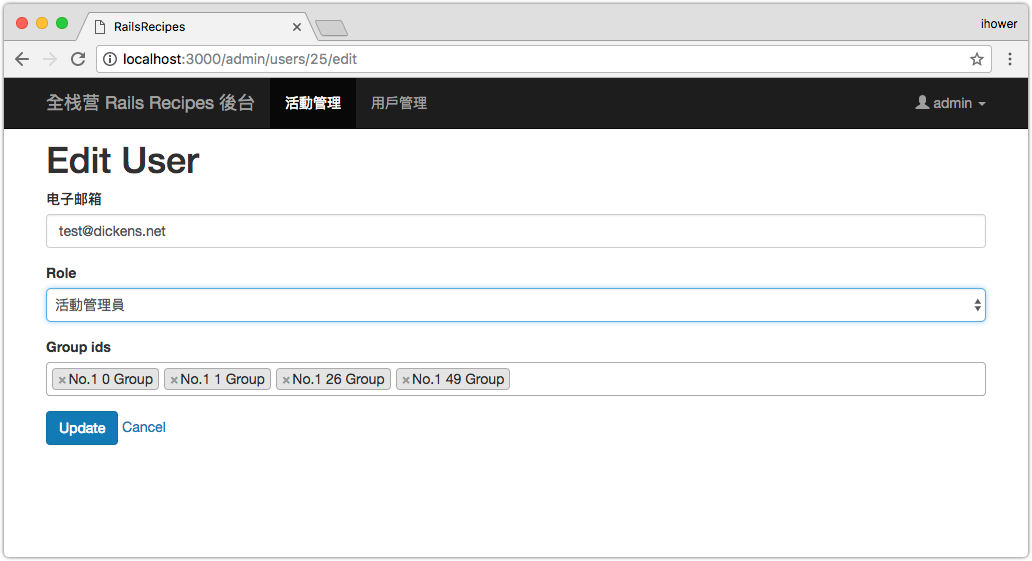 RailsRecipes
ihower
localhost:3000/admin/users/25/edit
全栈营 Rails Recipes 後台 活動管理 用戶管理 admin
Edit User
电子邮箱
test@dickens.net
Role
活動管理員
Group ids
×No.1 0 Group ×No.1 1 Group ×No.1 26 Group ×No.1 49 Group
Update Cancel